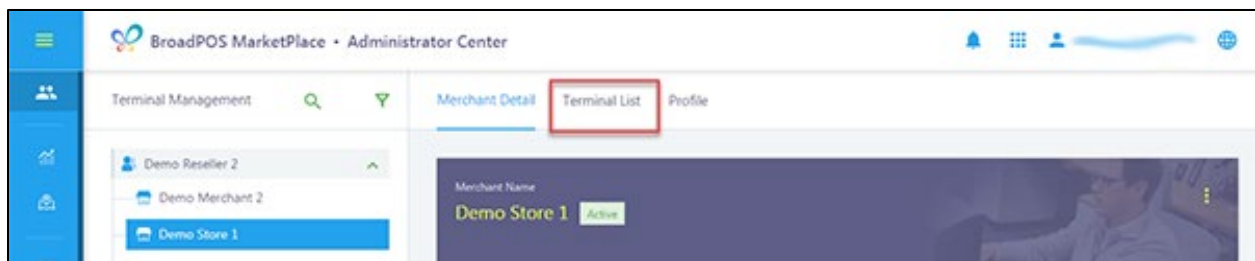 BroadPOS MarketPlace • Administrator Center
Terminal Management
Merchant Detail Terminal List Profile
Demo Reseller 2
Demo Merchant 2
Demo Store 1
Merchant Name
Demo Store 1 Active